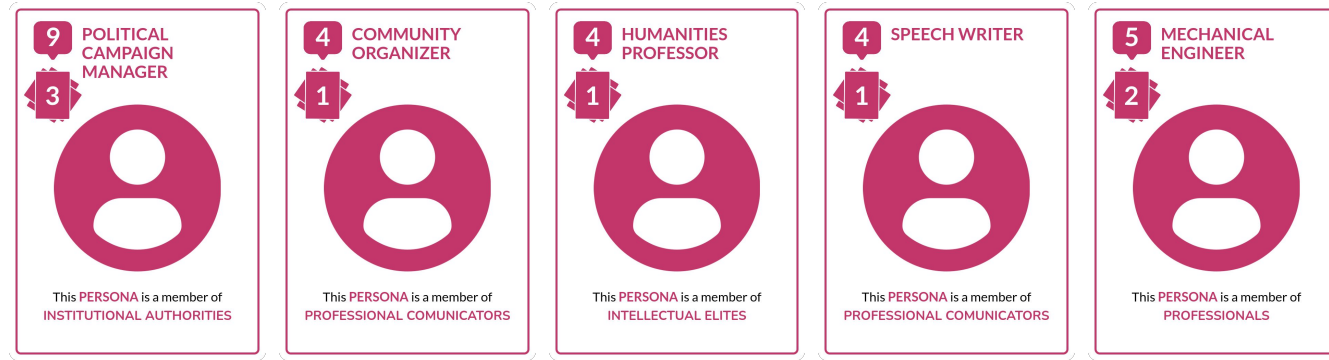 9
POLITICAL
CAMPAIGN
MANAGER
3
This PERSONA is a member of
INSTITUTIONAL AUTHORITIES
4
COMMUNITY
ORGANIZER
1
This PERSONA is a member of
PROFESSIONAL COMUNICATORS
4
HUMANITIES
PROFESSOR
1
This PERSONA is a member of
INTELLECTUAL ELITES
4
SPEECH WRITER
1
This PERSONA is a member of
PROFESSIONAL COMUNICATORS
5
MECHANICAL
ENGINEER
2
This PERSONA is a member of
PROFESSIONALS